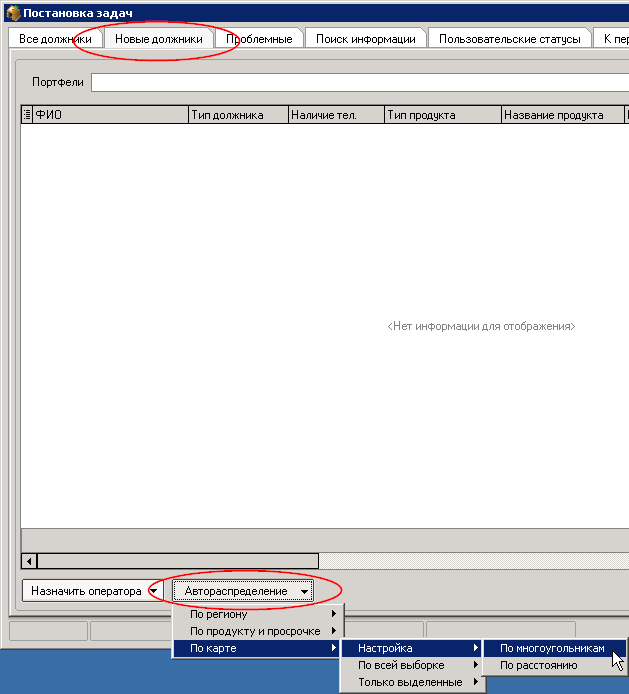 Постановка задач
Все должники Новые должники Проблемные Поиск информации Пользовательские статусы К пер
Портфели
ФИО Тип должника Наличие тел. Тип продукта Название продукта
<Нет информации для отображения>
Назначить оператора Автораспределение
По региону
По продукту и просрочке
По карте Настройка По многоугольникам
По всей выборке По расстоянию
Только выделенные